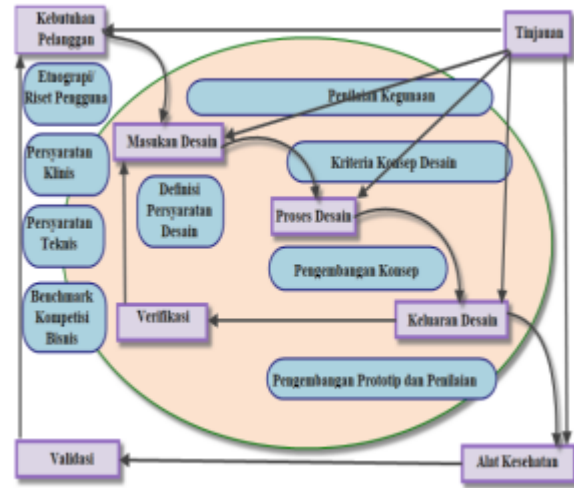 Kebutuhan
Pelanggan
Tinjauan
Etnograpi/
Riset Pengguna
Penilaian Kegunaan
Masukan Desain
Persyaratan
Klinis
Kriteria Konsep Desain
Definisi
Persyaratan
Desain
Proses Desain
Persyaratan
Teknis
Pengembangan Konsep
Benchmark
Kompetisi
Bisnis
Verifikasi
Keluaran Desain
Pengembangan Prototip dan Penilaian
Validasi
Alat Kesehatan